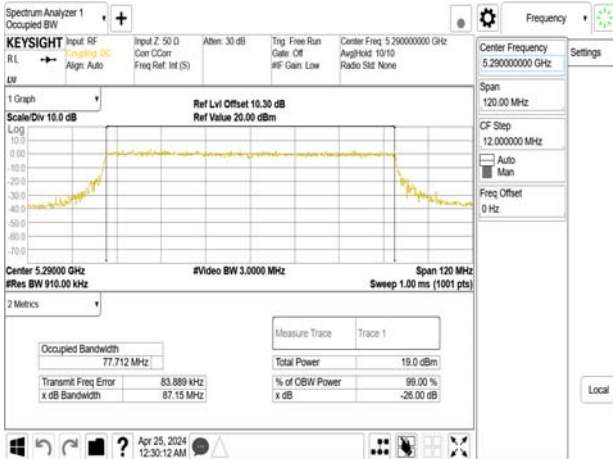 Spectrum Analyzer 1
Occupied BW
+
Frequency
KEYSIGHT
RL
LV
Input: RF
Coupling: DC
Align: Auto
Input Z: 50 Ω
Corr CCorr
Freq Ref: Int (S)
Atten: 30 dB
Trig: Free Run
Gate: Off
#IF Gain: Low
Center Freq: 5.290000000 GHz
Avg|Hold: 10/10
Radio Std: None
Center Frequency
5.290000000 GHz
Settings
Span
120.00 MHz
CF Step
12.000000 MHz
Auto
Man
Freq Offset
0 Hz
Local
1 Graph
Scale/Div 10.0 dB
Ref Lvl Offset 10.30 dB
Ref Value 20.00 dBm
Log
10.0
0.00
-10.0
-20.0
-30.0
-40.0
-50.0
-60.0
-70.0
Center 5.29000 GHz
#Res BW 910.00 kHz
#Video BW 3.0000 MHz
Span 120 MHz
Sweep 1.00 ms (1001 pts)
2 Metrics
Measure Trace
Trace 1
Occupied Bandwidth
77.712 MHz
Total Power
19.0 dBm
Transmit Freq Error
83.889 kHz
% of OBW Power
99.00 %
x dB Bandwidth
87.15 MHz
x dB
-26.00 dB
?
Apr 25, 2024
12:30:12 AM